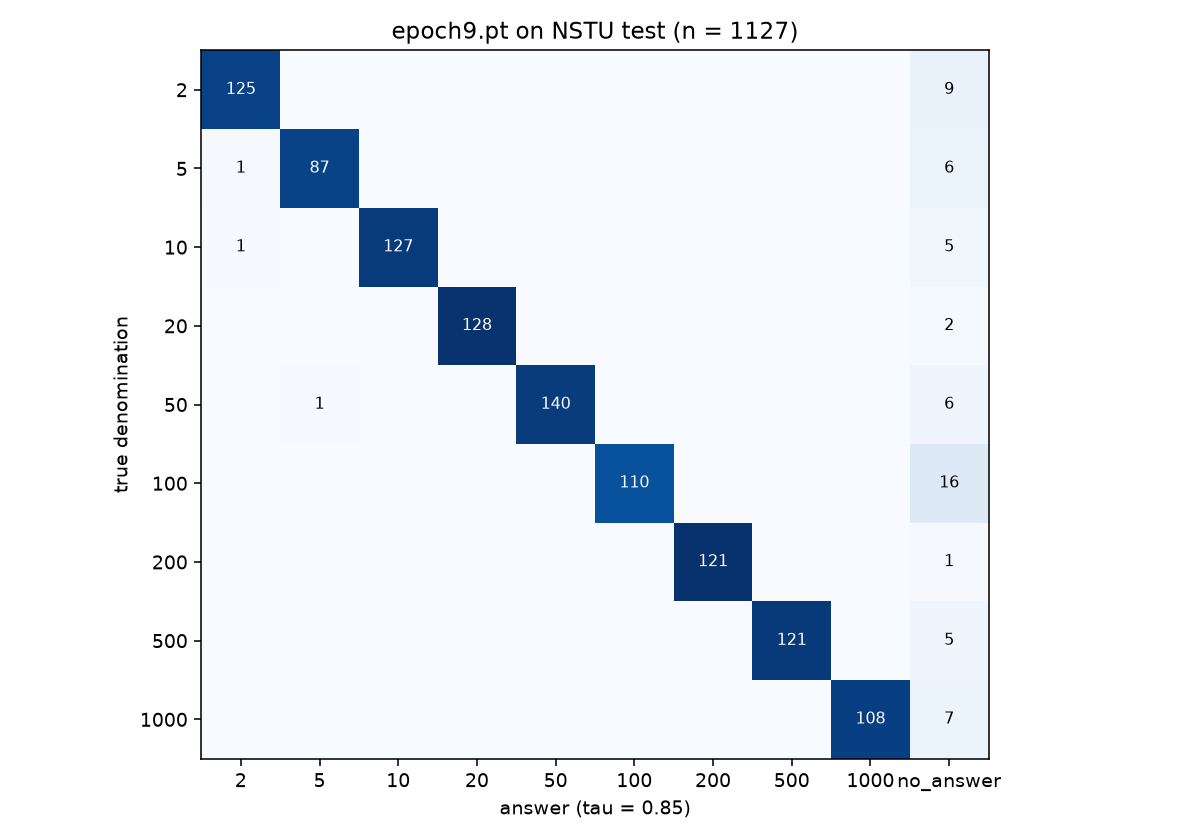 epoch9.pt on NSTU test (n = 1127)
true denomination
2 125 9
5 1 87 6
10 1 127 5
20 128 2
50 1 140 6
100 110 16
200 121 1
500 121 5
1000 108 7
2 5 10 20 50 100 200 500 1000 no_answer
answer (tau = 0.85)